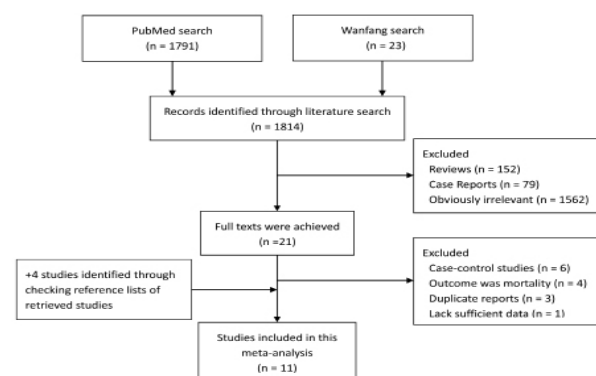 PubMed search
(n = 1791)
Wanfang search
(n = 23)
Records identified through literature search
(n = 1814)
Excluded
Reviews (n = 152)
Case Reports (n = 79)
Obviously irrelevant (n = 1562)
Full texts were achieved
(n =21)
+4 studies identified through
checking reference lists of
retrieved studies
Excluded
Case-control studies (n = 6)
Outcome was mortality (n = 4)
Duplicate reports (n = 3)
Lack sufficient data (n = 1)
Studies included in this
meta-analysis
(n = 11)